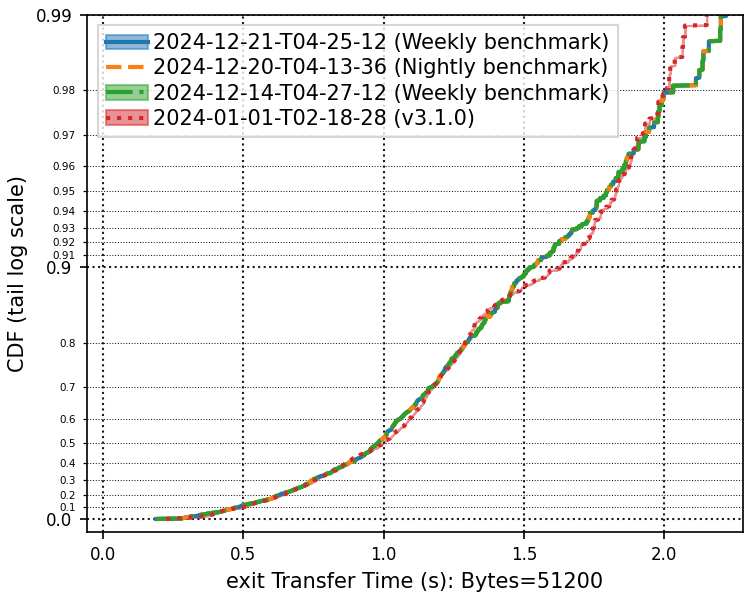 0.99
2024-12-21-T04-25-12 (Weekly benchmark)
2024-12-20-T04-13-36 (Nightly benchmark)
2024-12-14-T04-27-12 (Weekly benchmark)
2024-01-01-T02-18-28 (v3.1.0)
0.98
0.97
0.96
0.95
0.94
0.93
0.92
0.91
0.9
0.8
0.7
0.6
0.5
0.4
0.3
0.2
0.1
0.0
CDF (tail log scale)
0.0 0.5 1.0 1.5 2.0
exit Transfer Time (s): Bytes=51200